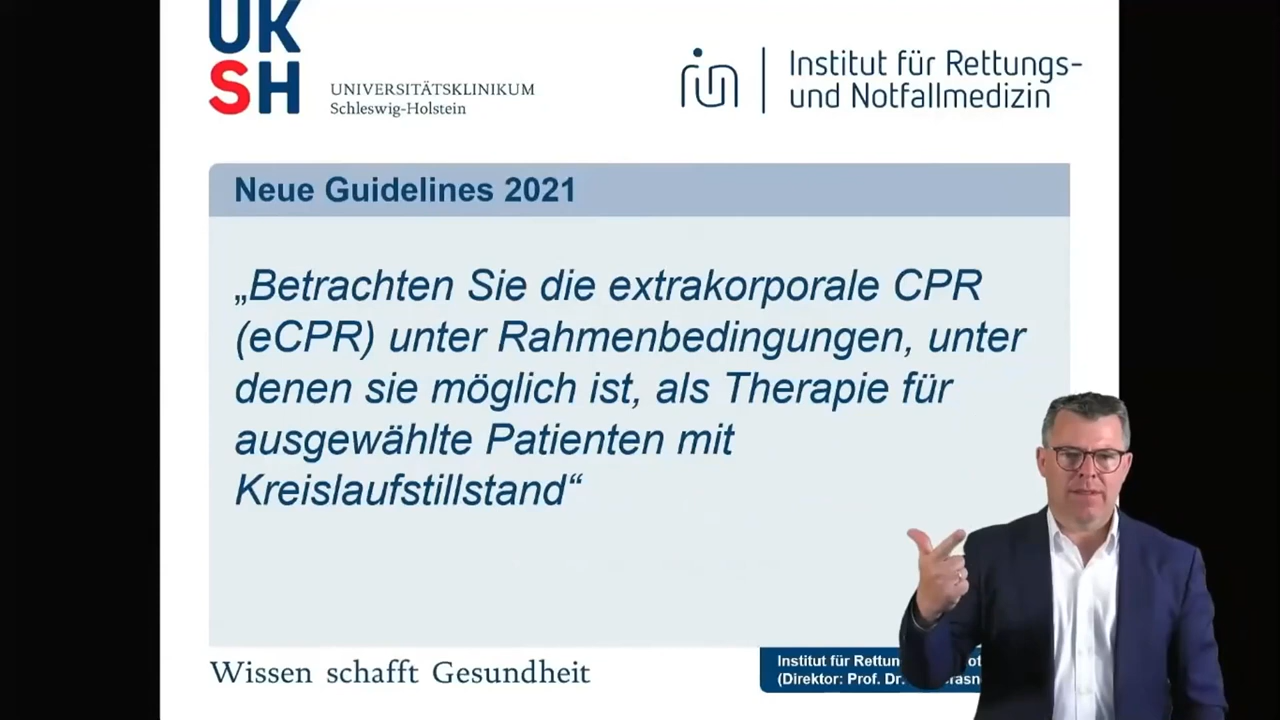 UK
SH
UNIVERSITÄTSKLINIKUM
Schleswig-Holstein
Institut für Rettungs-
und Notfallmedizin
Neue Guidelines 2021
„Betrachten Sie die extrakorporale CPR
(eCPR) unter Rahmenbedingungen, unter
denen sie möglich ist, als Therapie für
ausgewählte Patienten mit
Kreislaufstillstand“
Wissen schafft Gesundheit
Institut für
(Direktor: Prof. Dr.